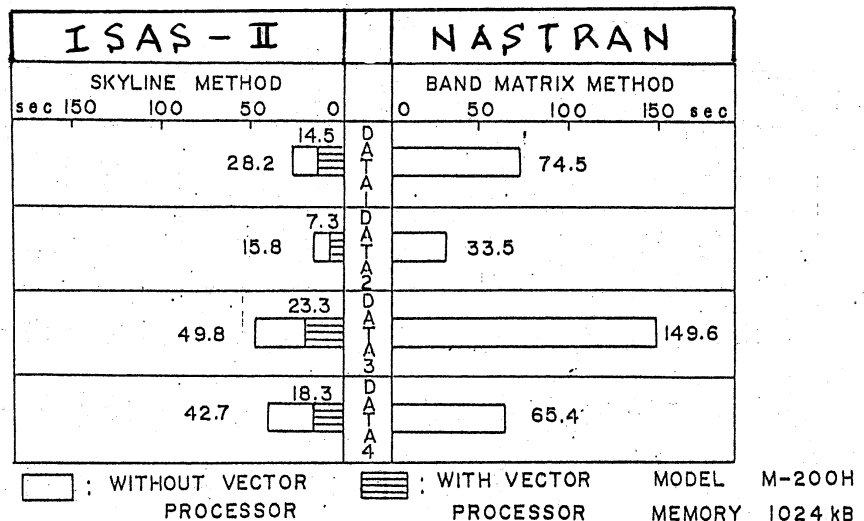 ISAS-II NASTRAN
SKYLINE METHOD BAND MATRIX METHOD
sec 150 100 50 0 0 50 100 150 sec
14.5
28.2 DATA1 74.5
7.3
15.8 DATA2 33.5
23.3
49.8 DATA3 149.6
18.3
42.7 DATA4 65.4
: WITHOUT VECTOR : WITH VECTOR MODEL M-200H
PROCESSOR PROCESSOR MEMORY 1024 kB